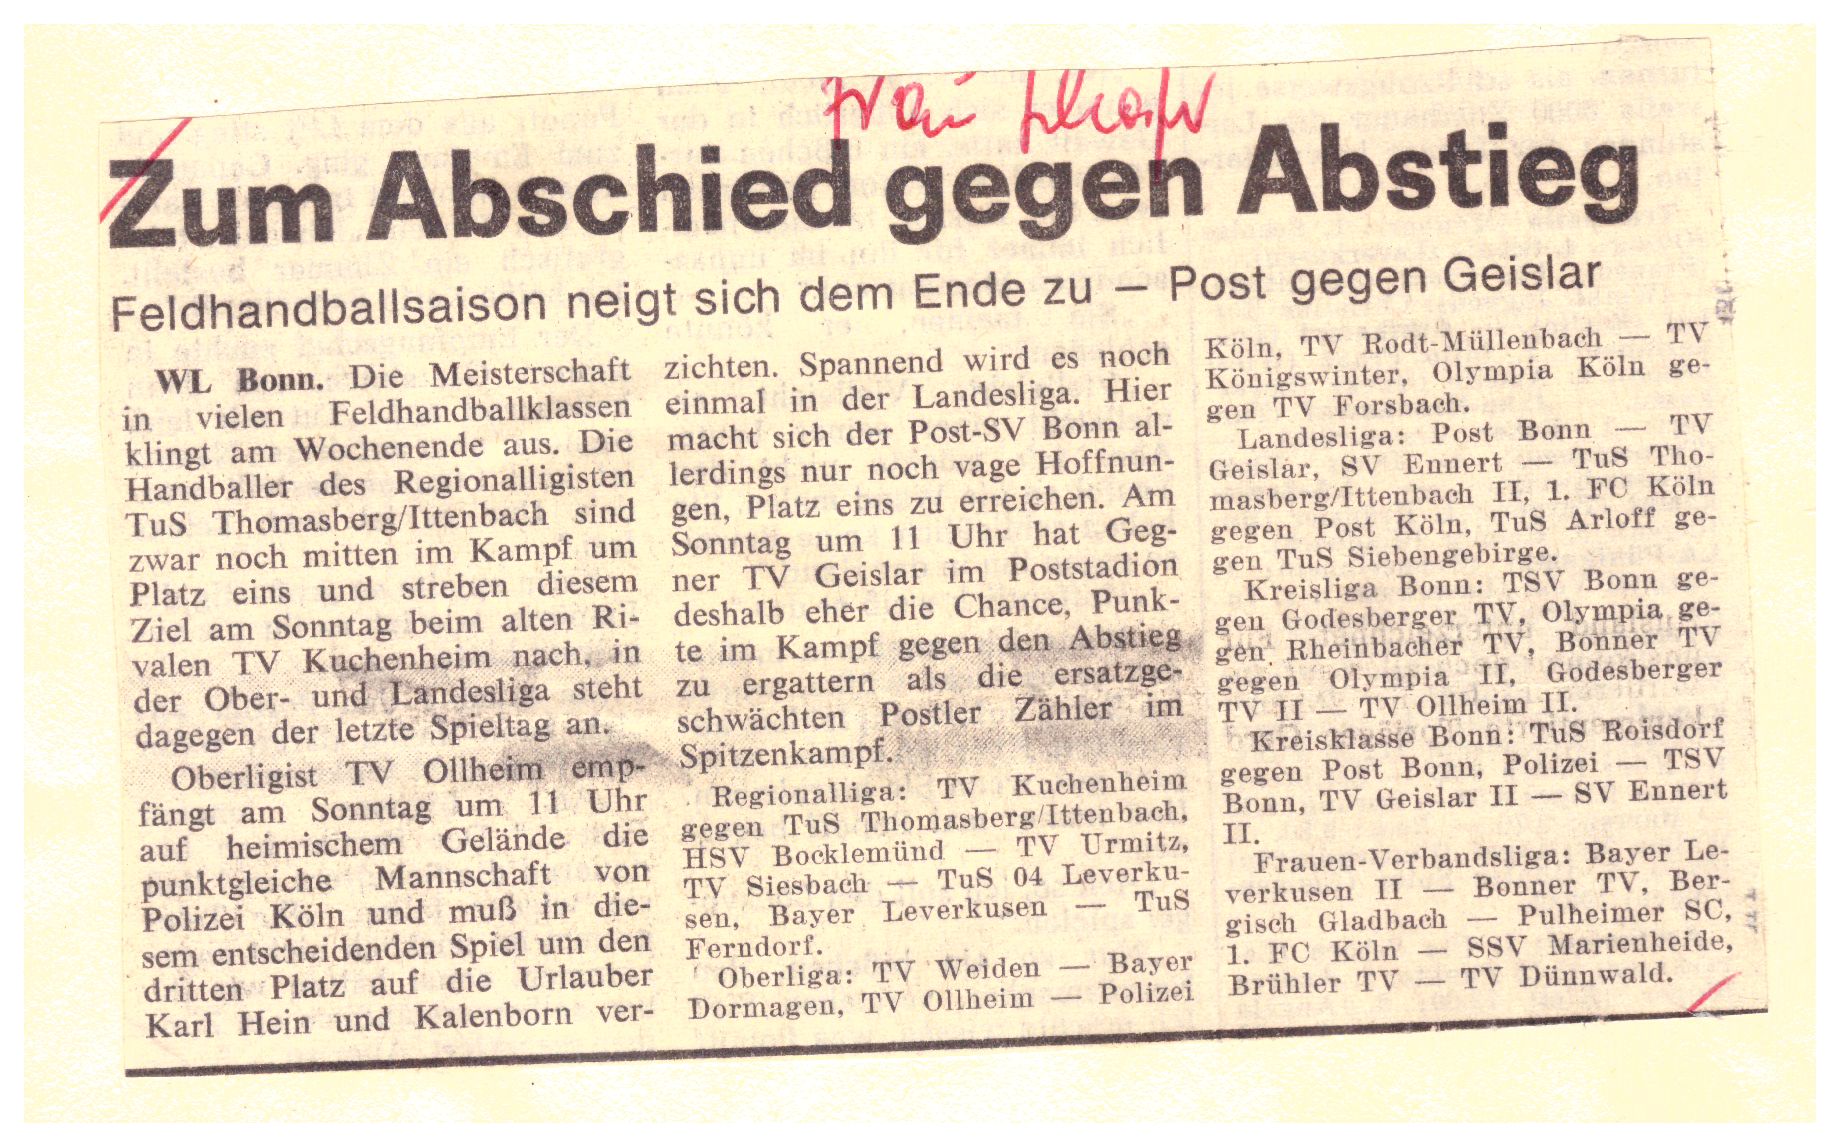 Frau
Zum Abschied gegen Abstieg
Feldhandballsaison neigt sich dem Ende zu — Post gegen Geislar
WL Bonn. Die Meisterschaft
in vielen Feldhandballklassen
klingt am Wochenende aus. Die
Handballer des Regionalligisten
TuS Thomasberg/Ittenbach sind
zwar noch mitten im Kampf um
Platz eins und streben diesem
Ziel am Sonntag beim alten Ri-
valen TV Kuchenheim nach, in
der Ober- und Landesliga steht
dagegen der letzte Spieltag an.
Oberligist TV Ollheim emp-
fängt am Sonntag um 11 Uhr
auf heimischem Gelände die
punktgleiche Mannschaft von
Polizei Köln und muß in die-
sem entscheidenden Spiel um den
dritten Platz auf die Urlauber
Karl Hein und Kalenborn ver-
zichten. Spannend wird es noch
einmal in der Landesliga. Hier
macht sich der Post-SV Bonn al-
lerdings nur noch vage Hoffnun-
gen, Platz eins zu erreichen. Am
Sonntag um 11 Uhr hat Geg-
ner TV Geislar im Poststadion
deshalb eher die Chance, Punk-
te im Kampf gegen den Abstieg
zu ergattern als die ersatzge-
schwächten Postler Zähler im
Spitzenkampf.
Regionalliga: TV Kuchenheim
gegen TuS Thomasberg/Ittenbach,
HSV Bocklemünd — TV Urmitz,
TV Siesbach — TuS 04 Leverku-
sen, Bayer Leverkusen — TuS
Ferndorf.
Oberliga: TV Weiden — Bayer
Dormagen, TV Ollheim — Polizei
Köln, TV Rodt-Müllenbach — TV
Königswinter, Olympia Köln ge-
gen TV Forsbach.
Landesliga: Post Bonn — TV
Geislar, SV Ennert — TuS Tho-
masberg/Ittenbach II, 1. FC Köln
gegen Post Köln, TuS Arloff ge-
gen TuS Siebengebirge.
Kreisliga Bonn: TSV Bonn ge-
gen Godesberger TV, Olympia ge-
gen Rheinbacher TV, Bonner TV
gegen Olympia II, Godesberger
TV II — TV Ollheim II.
Kreisklasse Bonn: TuS Roisdorf
gegen Post Bonn, Polizei — TSV
Bonn, TV Geislar II — SV Ennert
II.
Frauen-Verbandsliga: Bayer Le-
verkusen II — Bonner TV, Ber-
gisch Gladbach — Pulheimer SC,
1. FC Köln — SSV Marienheide,
Brühler TV — TV Dünnwald.